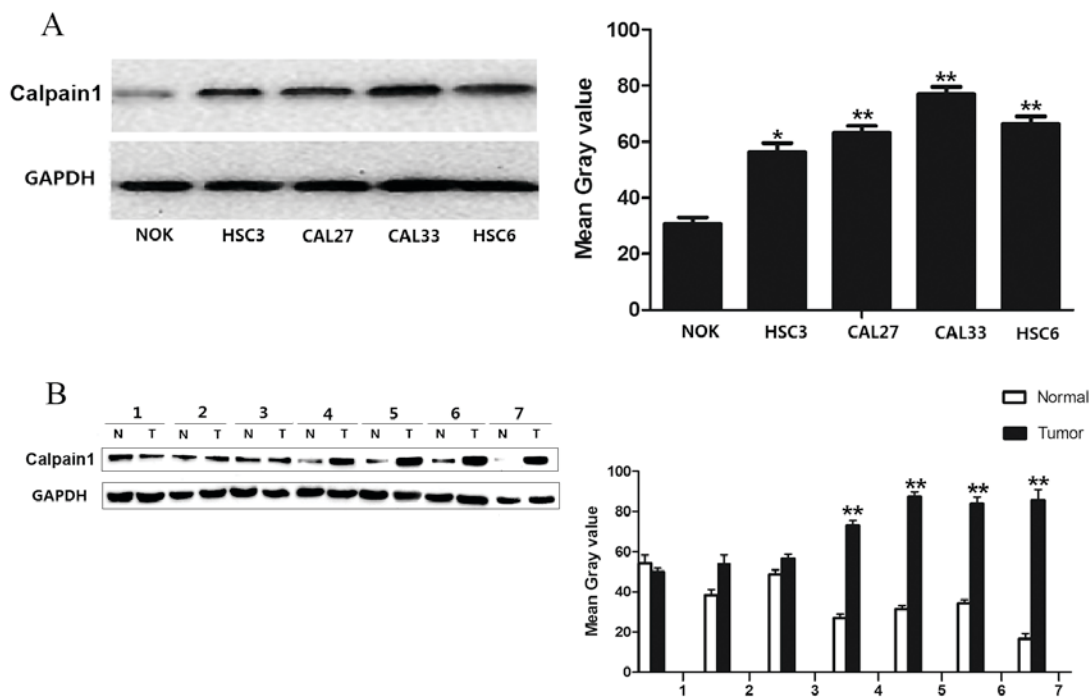 A
Calpain1
GAPDH
NOK HSC3 CAL27 CAL33 HSC6
Mean Gray value
100
80
60
40
20
0
* ** ** **
NOK HSC3 CAL27 CAL33 HSC6
B
1 2 3 4 5 6 7
N T N T N T N T N T N T N T
Calpain1
GAPDH
Normal
Tumor
Mean Gray value
100
80
60
40
20
0
** ** ** **
1 2 3 4 5 6 7